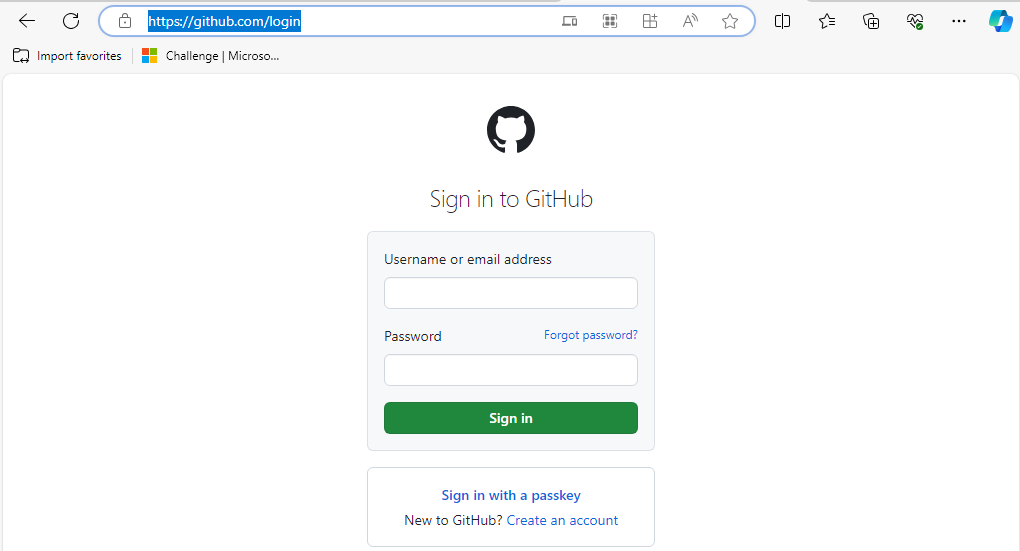 https://github.com/login
Import favorites
Challenge | Microso...
Sign in to GitHub
Username or email address
Password
Forgot password?
Sign in
Sign in with a passkey
New to GitHub? Create an account